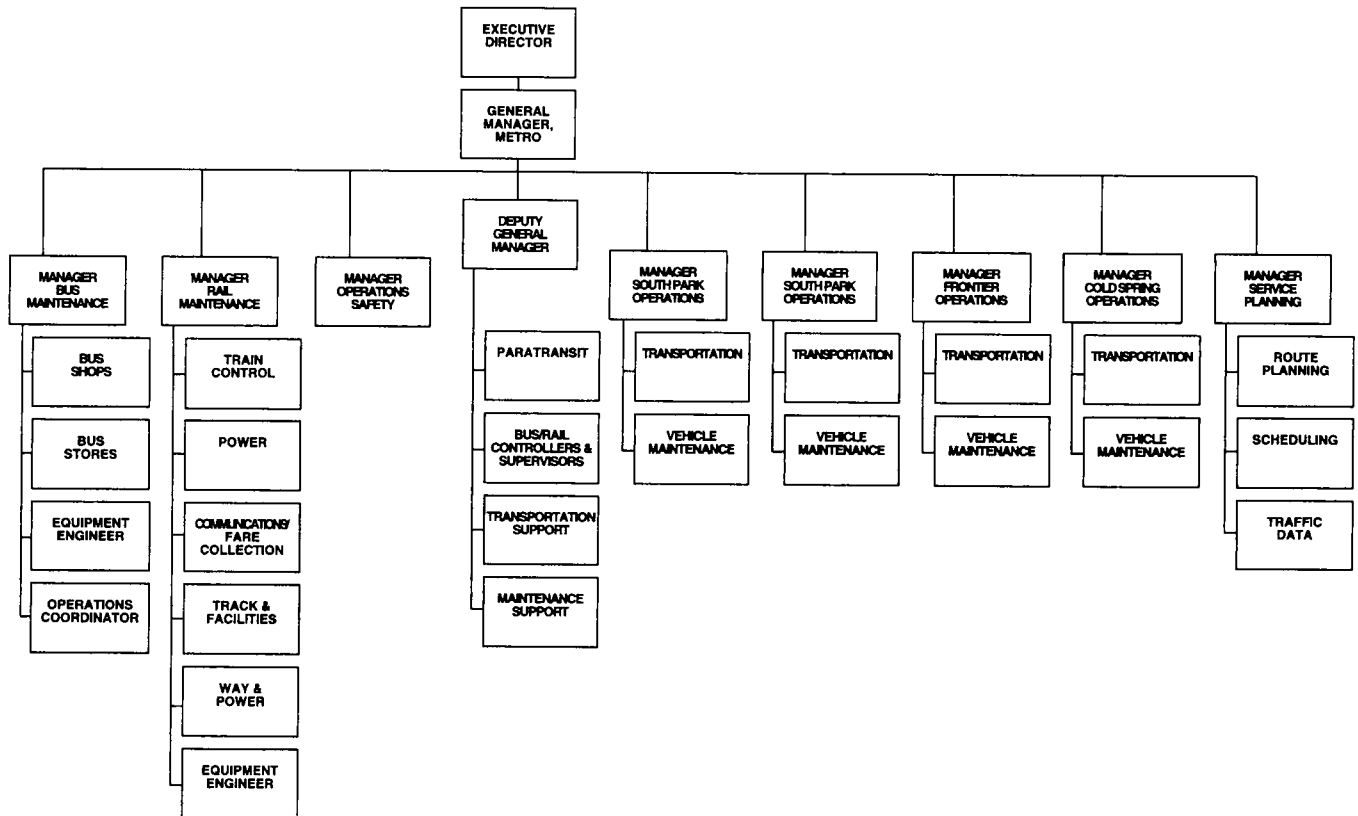 EXECUTIVE
DIRECTOR
GENERAL
MANAGER,
METRO
MANAGER
BUS
MAINTENANCE
BUS
SHOPS
BUS
STORES
EQUIPMENT
ENGINEER
OPERATIONS
COORDINATOR
MANAGER
RAIL
MAINTENANCE
TRAIN
CONTROL
POWER
COMMUNICATIONS/
FARE
COLLECTION
TRACK &
FACILITIES
WAY &
POWER
EQUIPMENT
ENGINEER
MANAGER
OPERATIONS
SAFETY
DEPUTY
GENERAL
MANAGER
PARATRANSIT
BUS/RAIL
CONTROLLERS &
SUPERVISORS
TRANSPORTATION
SUPPORT
MAINTENANCE
SUPPORT
MANAGER
SOUTH PARK
OPERATIONS
TRANSPORTATION
VEHICLE
MAINTENANCE
MANAGER
SOUTH PARK
OPERATIONS
TRANSPORTATION
VEHICLE
MAINTENANCE
MANAGER
FRONTIER
OPERATIONS
TRANSPORTATION
VEHICLE
MAINTENANCE
MANAGER
COLD SPRING
OPERATIONS
TRANSPORTATION
VEHICLE
MAINTENANCE
MANAGER
SERVICE
PLANNING
ROUTE
PLANNING
SCHEDULING
TRAFFIC
DATA